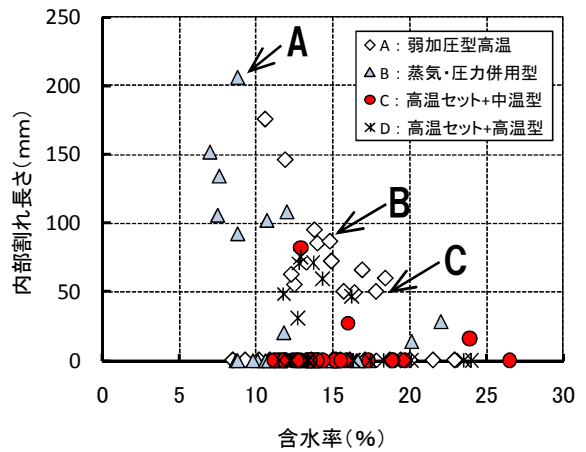 250
200
150
100
50
0
0 5 10 15 20 25 30
内部割れ長さ(mm)
含水率(%)
A：弱加圧型高温
B：蒸気・圧力併用型
C：高温セット+中温型
D：高温セット+高温型
A
B
C